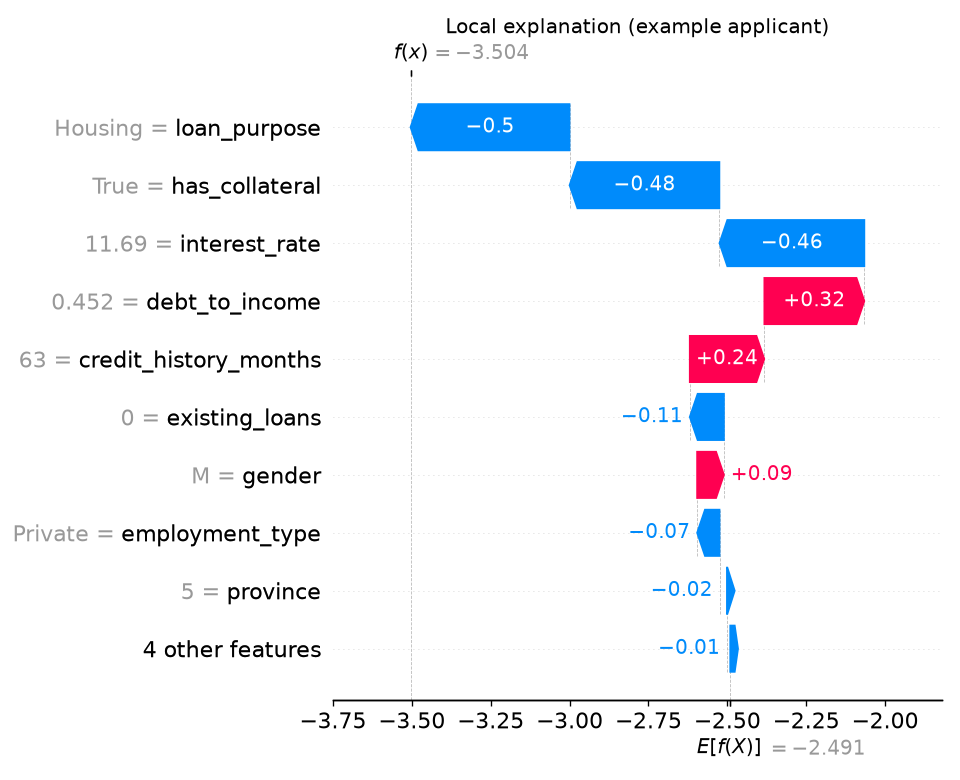 Local explanation (example applicant)
f(x) = −3.504
Housing = loan_purpose
−0.5
True = has_collateral
−0.48
11.69 = interest_rate
−0.46
0.452 = debt_to_income
+0.32
63 = credit_history_months
+0.24
0 = existing_loans
−0.11
M = gender
+0.09
Private = employment_type
−0.07
5 = province
−0.02
4 other features
−0.01
−3.75 −3.50 −3.25 −3.00 −2.75 −2.50 −2.25 −2.00
E[f(X)] = −2.491